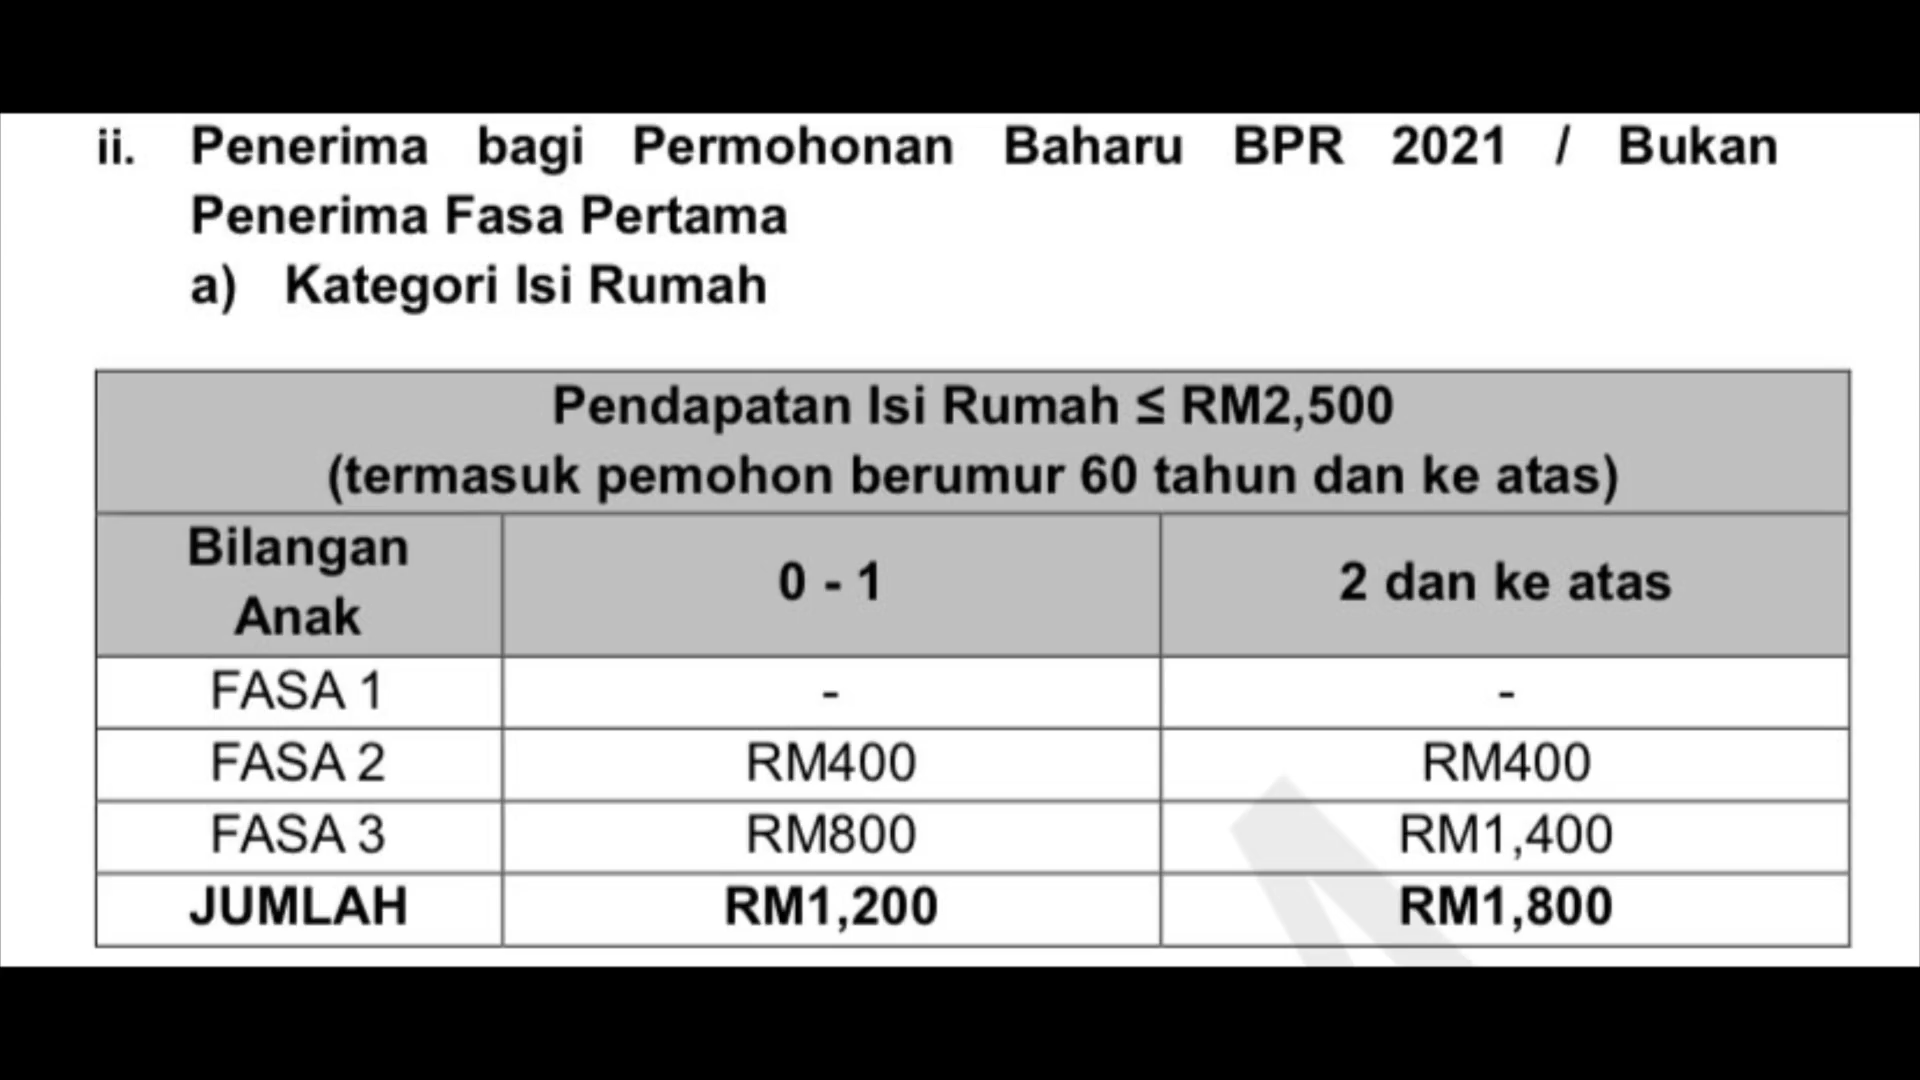 ii. Penerima bagi Permohonan Baharu BPR 2021 / Bukan
Penerima Fasa Pertama
a) Kategori Isi Rumah
Pendapatan Isi Rumah ≤ RM2,500
(termasuk pemohon berumur 60 tahun dan ke atas)
Bilangan
Anak
0 - 1
2 dan ke atas
FASA 1 - -
FASA 2 RM400 RM400
FASA 3 RM800 RM1,400
JUMLAH RM1,200 RM1,800